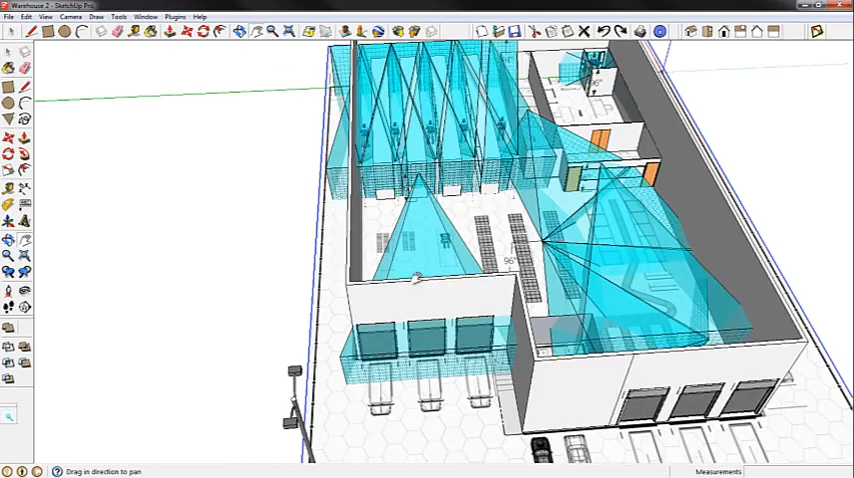 Warehouse 2 - SketchUp Pro
File Edit View Camera Draw Tools Window Plugins Help
96"
Drag in direction to pan
Measurements